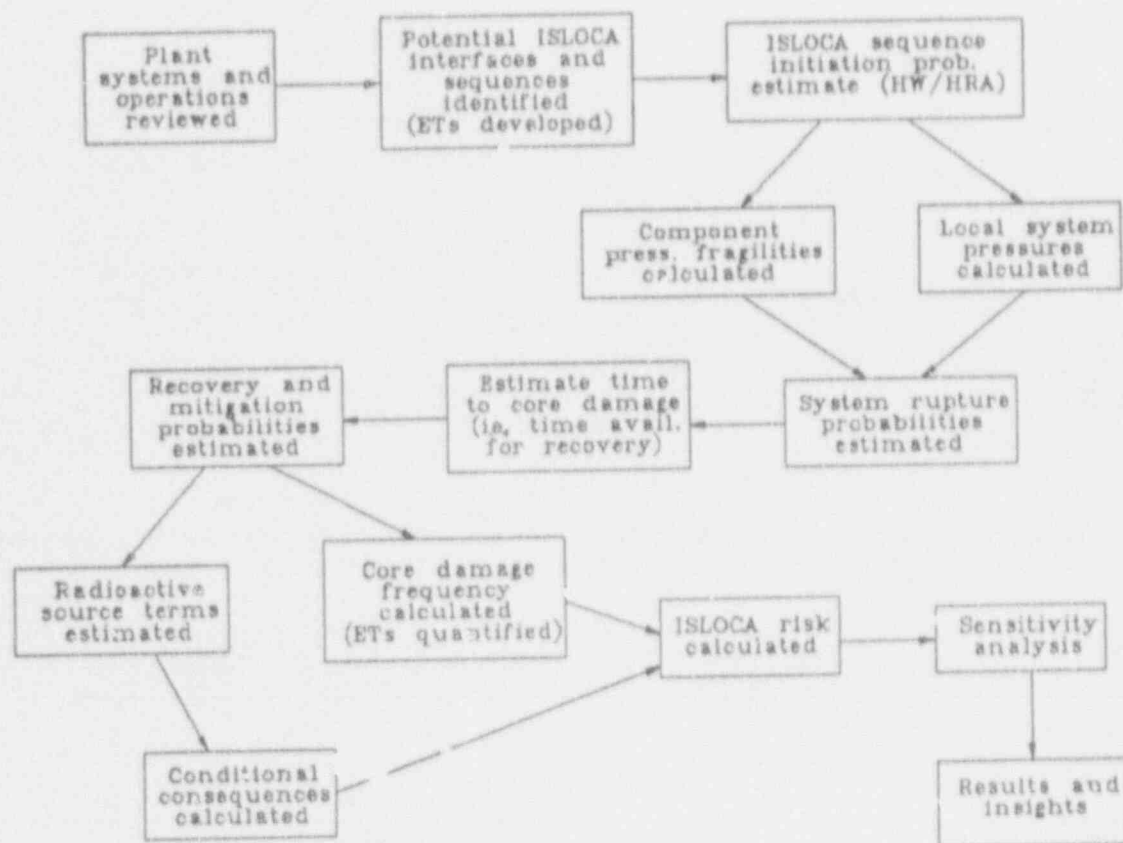 Plant
systems and
operations
reviewed
Potential ISLOCA
interfaces and
sequences
identified
(ETs developed)
ISLOCA sequence
initiation prob.
estimate (HW/HRA)
Component
press. fragilities
calculated
Local system
pressures
calculated
Recovery and
mitigation
probabilities
estimated
Estimate time
to core damage
(ie, time avail.
for recovery)
System rupture
probabilities
estimated
Radioactive
source terms
estimated
Core damage
frequency
calculated
(ETs quantified)
ISLOCA risk
calculated
Sensitivity
analysis
Conditional
consequences
calculated
Results and
insights